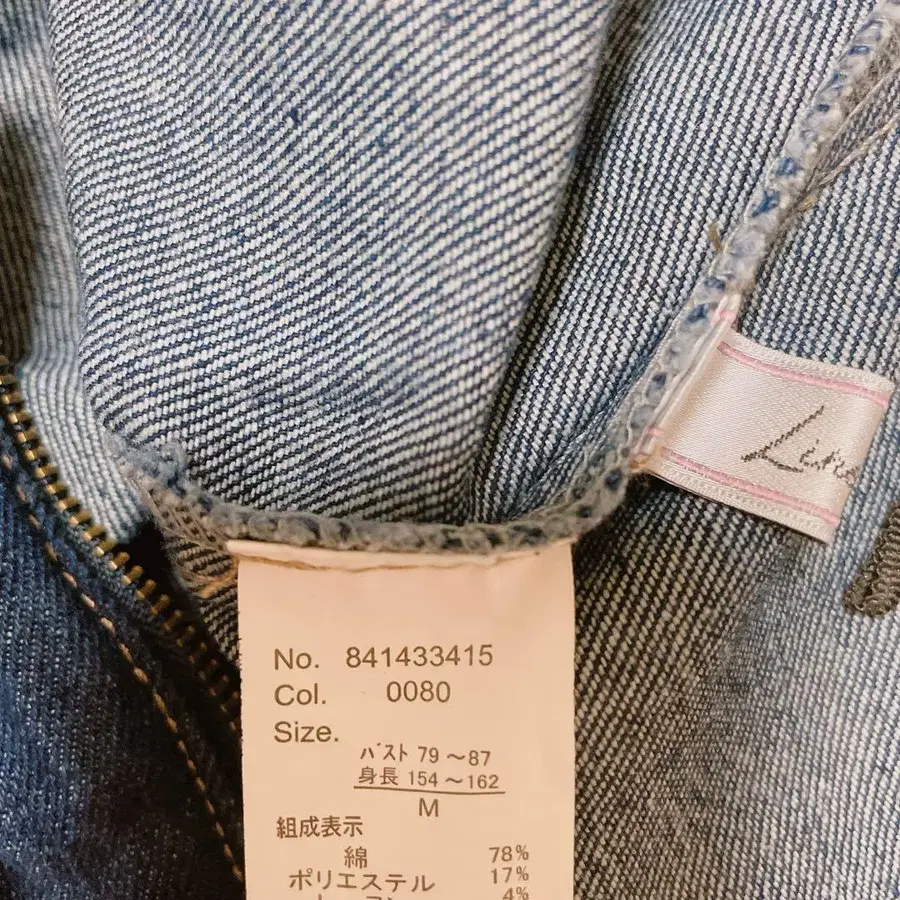 No. 841433415
Col. 0080
Size.
バスト 79～87
身長 154～162
M
組成表示
綿 78%
ポリエステル 17%
4%